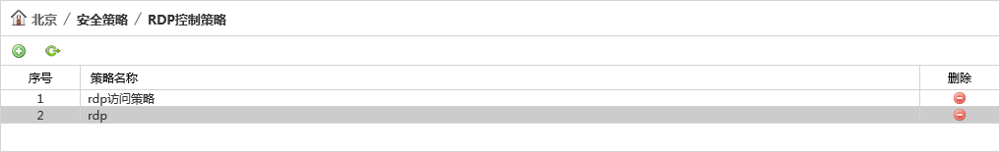 北京 / 安全策略 / RDP控制策略
序号 策略名称 删除
1 rdp访问策略
2 rdp